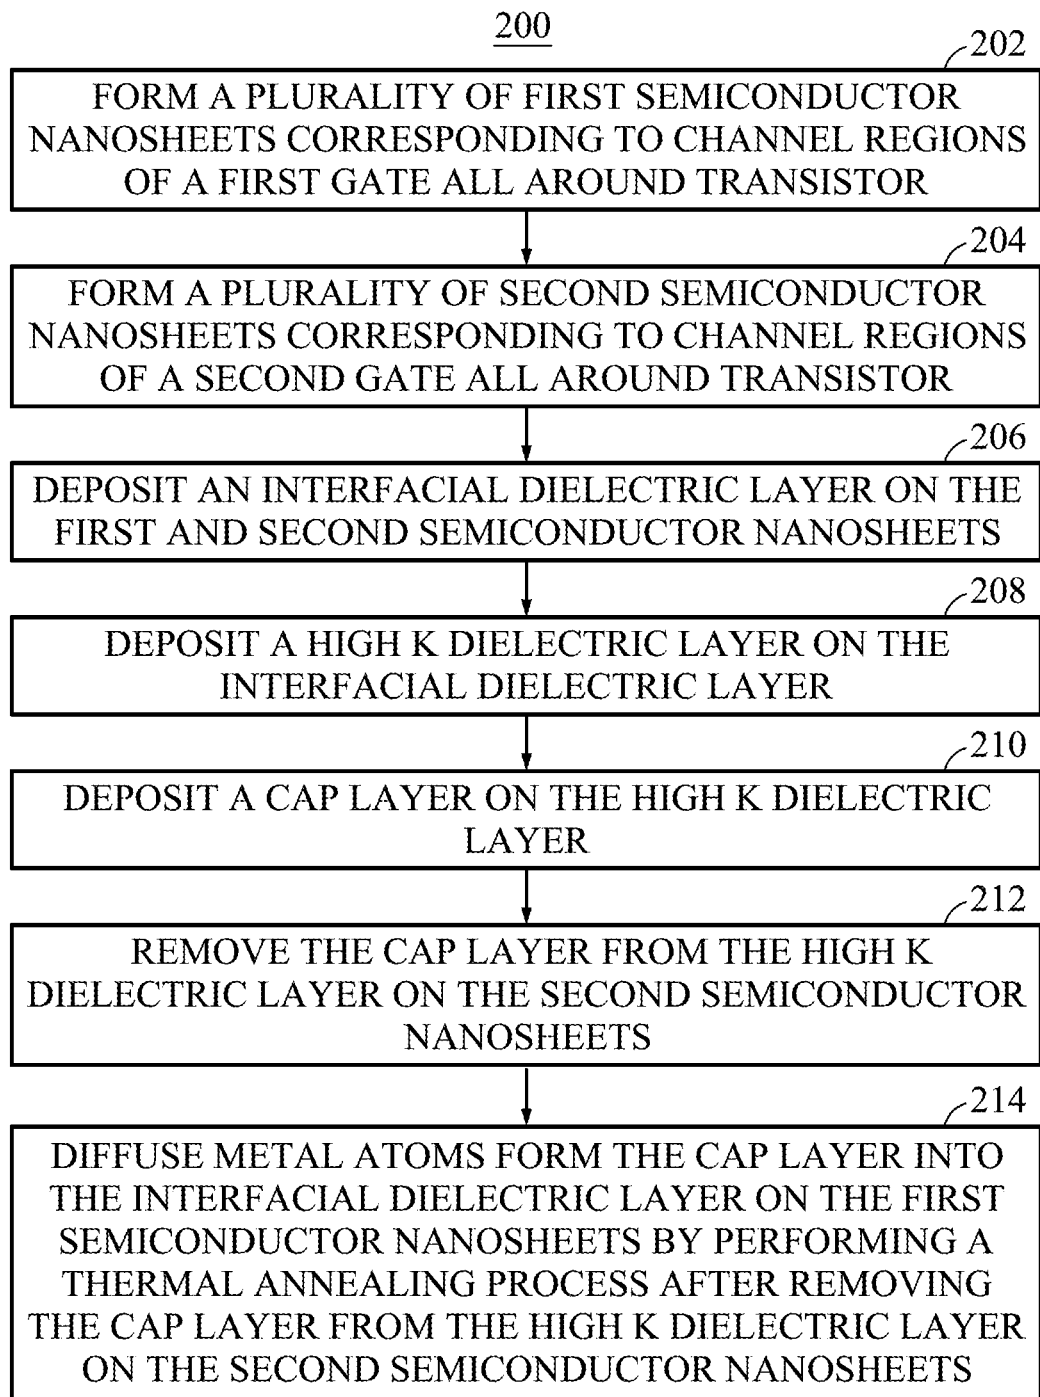 200
202
FORM A PLURALITY OF FIRST SEMICONDUCTOR
NANOSHEETS CORRESPONDING TO CHANNEL REGIONS
OF A FIRST GATE ALL AROUND TRANSISTOR
204
FORM A PLURALITY OF SECOND SEMICONDUCTOR
NANOSHEETS CORRESPONDING TO CHANNEL REGIONS
OF A SECOND GATE ALL AROUND TRANSISTOR
206
DEPOSIT AN INTERFACIAL DIELECTRIC LAYER ON THE
FIRST AND SECOND SEMICONDUCTOR NANOSHEETS
208
DEPOSIT A HIGH K DIELECTRIC LAYER ON THE
INTERFACIAL DIELECTRIC LAYER
210
DEPOSIT A CAP LAYER ON THE HIGH K DIELECTRIC
LAYER
212
REMOVE THE CAP LAYER FROM THE HIGH K
DIELECTRIC LAYER ON THE SECOND SEMICONDUCTOR
NANOSHEETS
214
DIFFUSE METAL ATOMS FORM THE CAP LAYER INTO
THE INTERFACIAL DIELECTRIC LAYER ON THE FIRST
SEMICONDUCTOR NANOSHEETS BY PERFORMING A
THERMAL ANNEALING PROCESS AFTER REMOVING
THE CAP LAYER FROM THE HIGH K DIELECTRIC LAYER
ON THE SECOND SEMICONDUCTOR NANOSHEETS